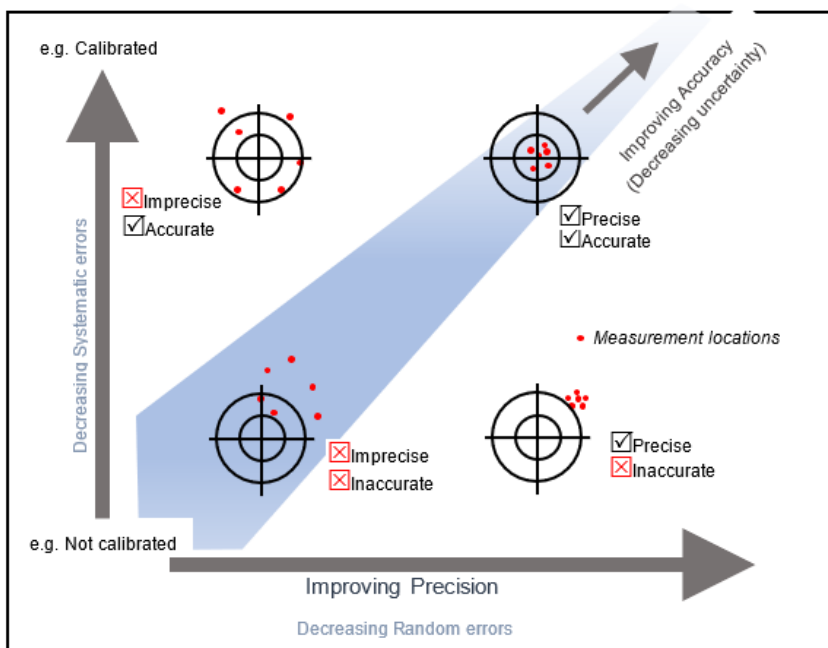 e.g. Calibrated
Improving Accuracy
(Decreasing uncertainty)
Decreasing Systematic errors
Imprecise
Accurate
Precise
Accurate
Measurement locations
Imprecise
Inaccurate
Precise
Inaccurate
e.g. Not calibrated
Improving Precision
Decreasing Random errors